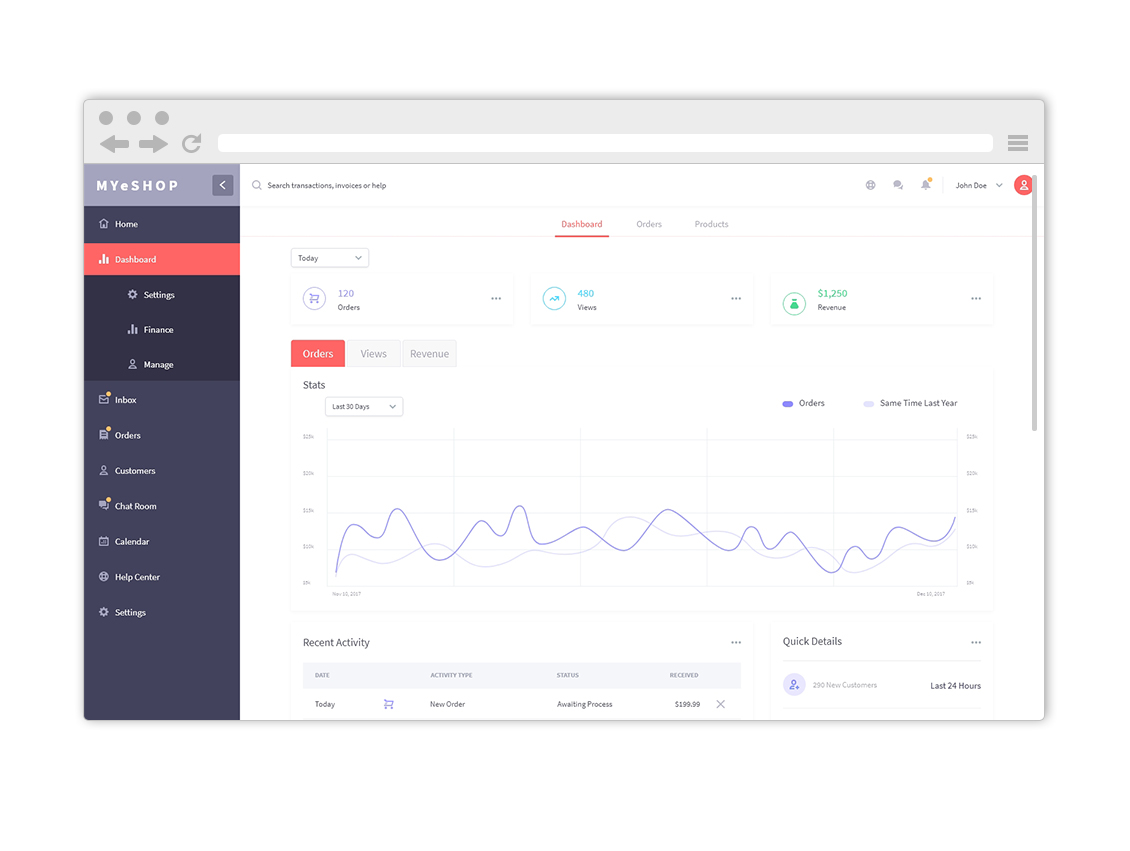 MYeSHOP
Search transactions, invoices or help
John Doe
Home
Dashboard
Settings
Finance
Manage
Inbox
Orders
Customers
Chat Room
Calendar
Help Center
Settings
Dashboard Orders Products
Today
120
Orders
480
Views
$1,250
Revenue
Orders Views Revenue
Stats
Last 30 Days
Orders Same Time Last Year
$25k $25k
$20k $20k
$15k $15k
$10k $10k
$5k $5k
Nov 10, 2017 Dec 10, 2017
Recent Activity
DATE ACTIVITY TYPE STATUS RECEIVED
Today New Order Awaiting Process $199.99
Quick Details
290 New Customers Last 24 Hours